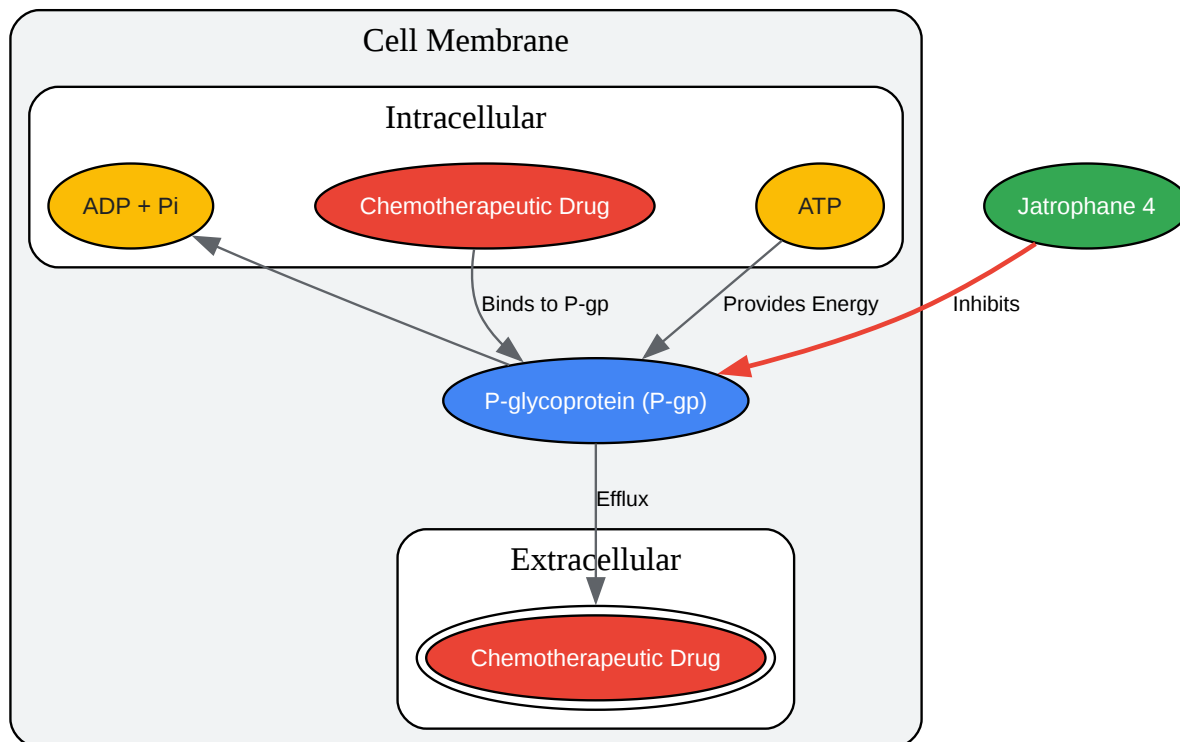 Cell Membrane
Intracellular
ADP + Pi
Chemotherapeutic Drug
ATP
Jatrophane 4
Binds to P-gp
Provides Energy
Inhibits
P-glycoprotein (P-gp)
Efflux
Extracellular
Chemotherapeutic Drug